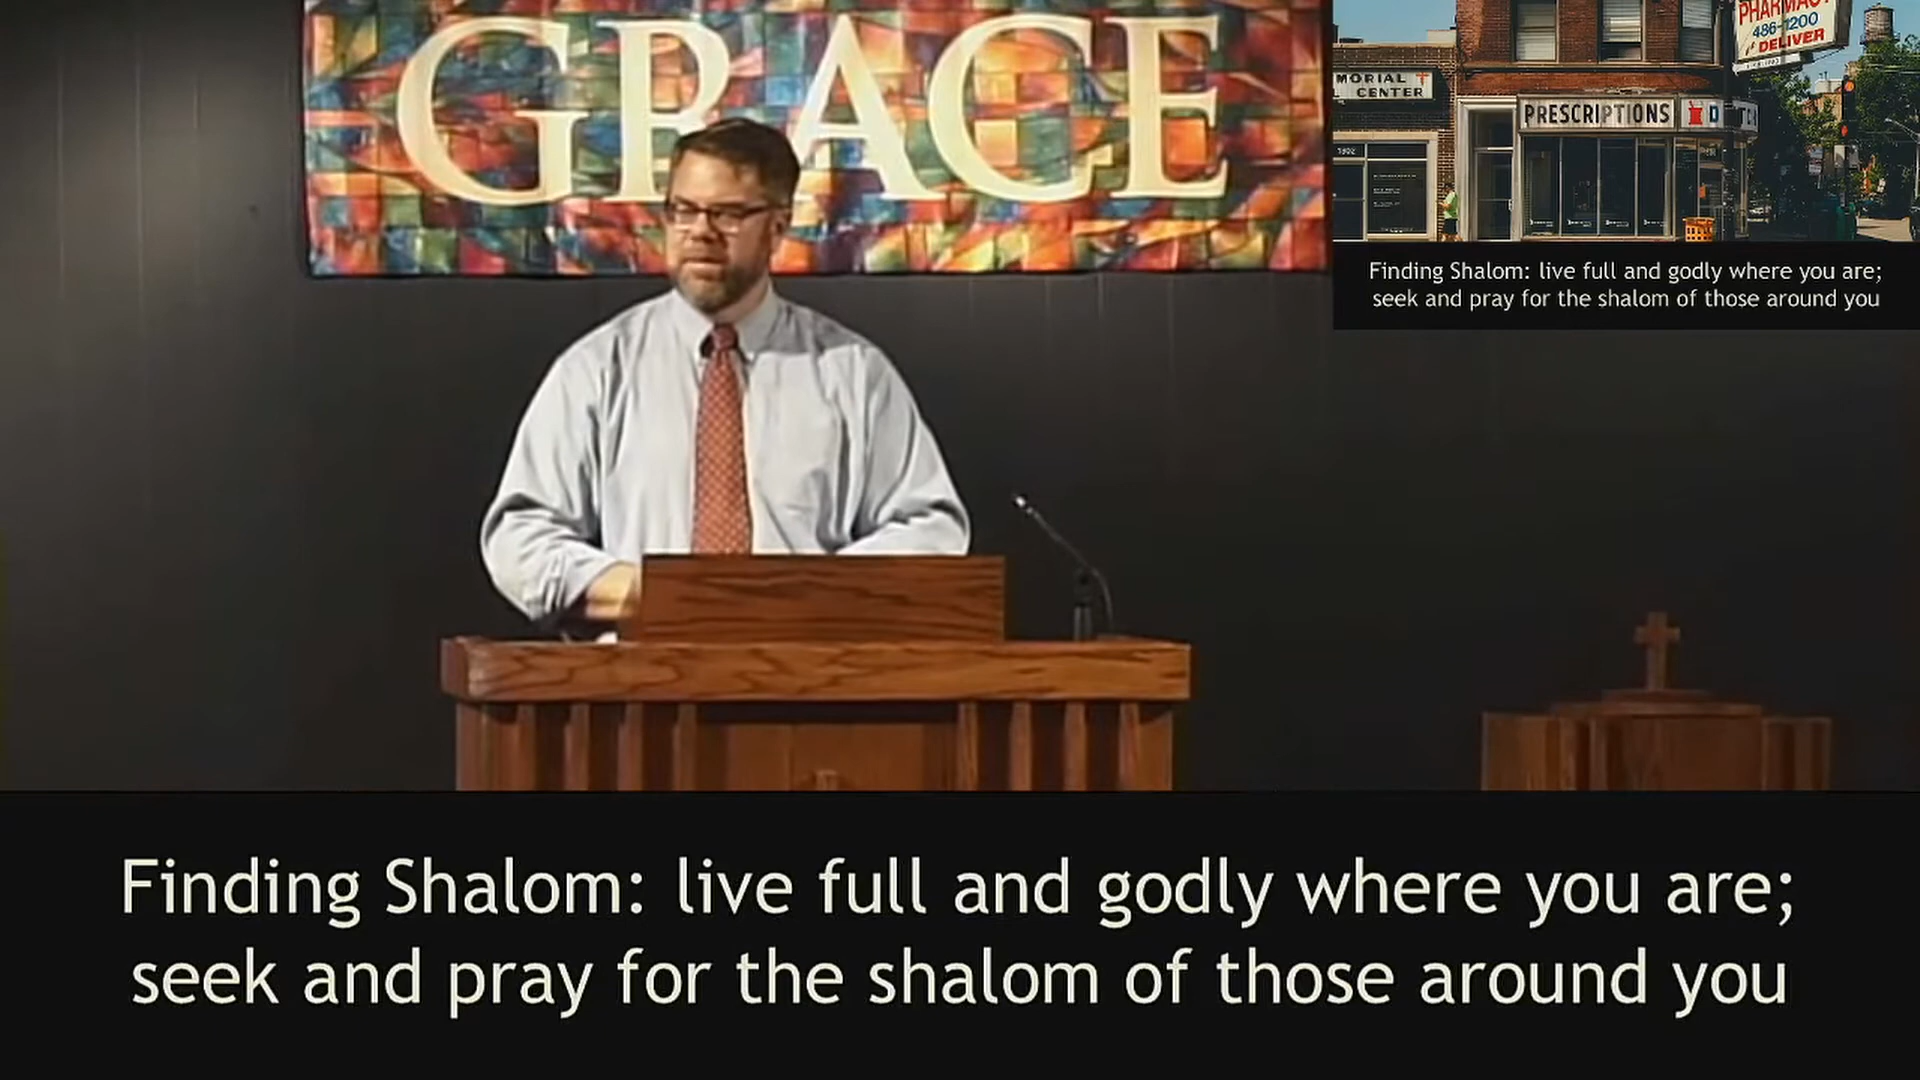 GRACE
PHARMACY
486-1200
DELIVER
MORIAL
L CENTER
PRESCRIPTIONS
D
1802
Finding Shalom: live full and godly where you are;
seek and pray for the shalom of those around you
Finding Shalom: live full and godly where you are;
seek and pray for the shalom of those around you